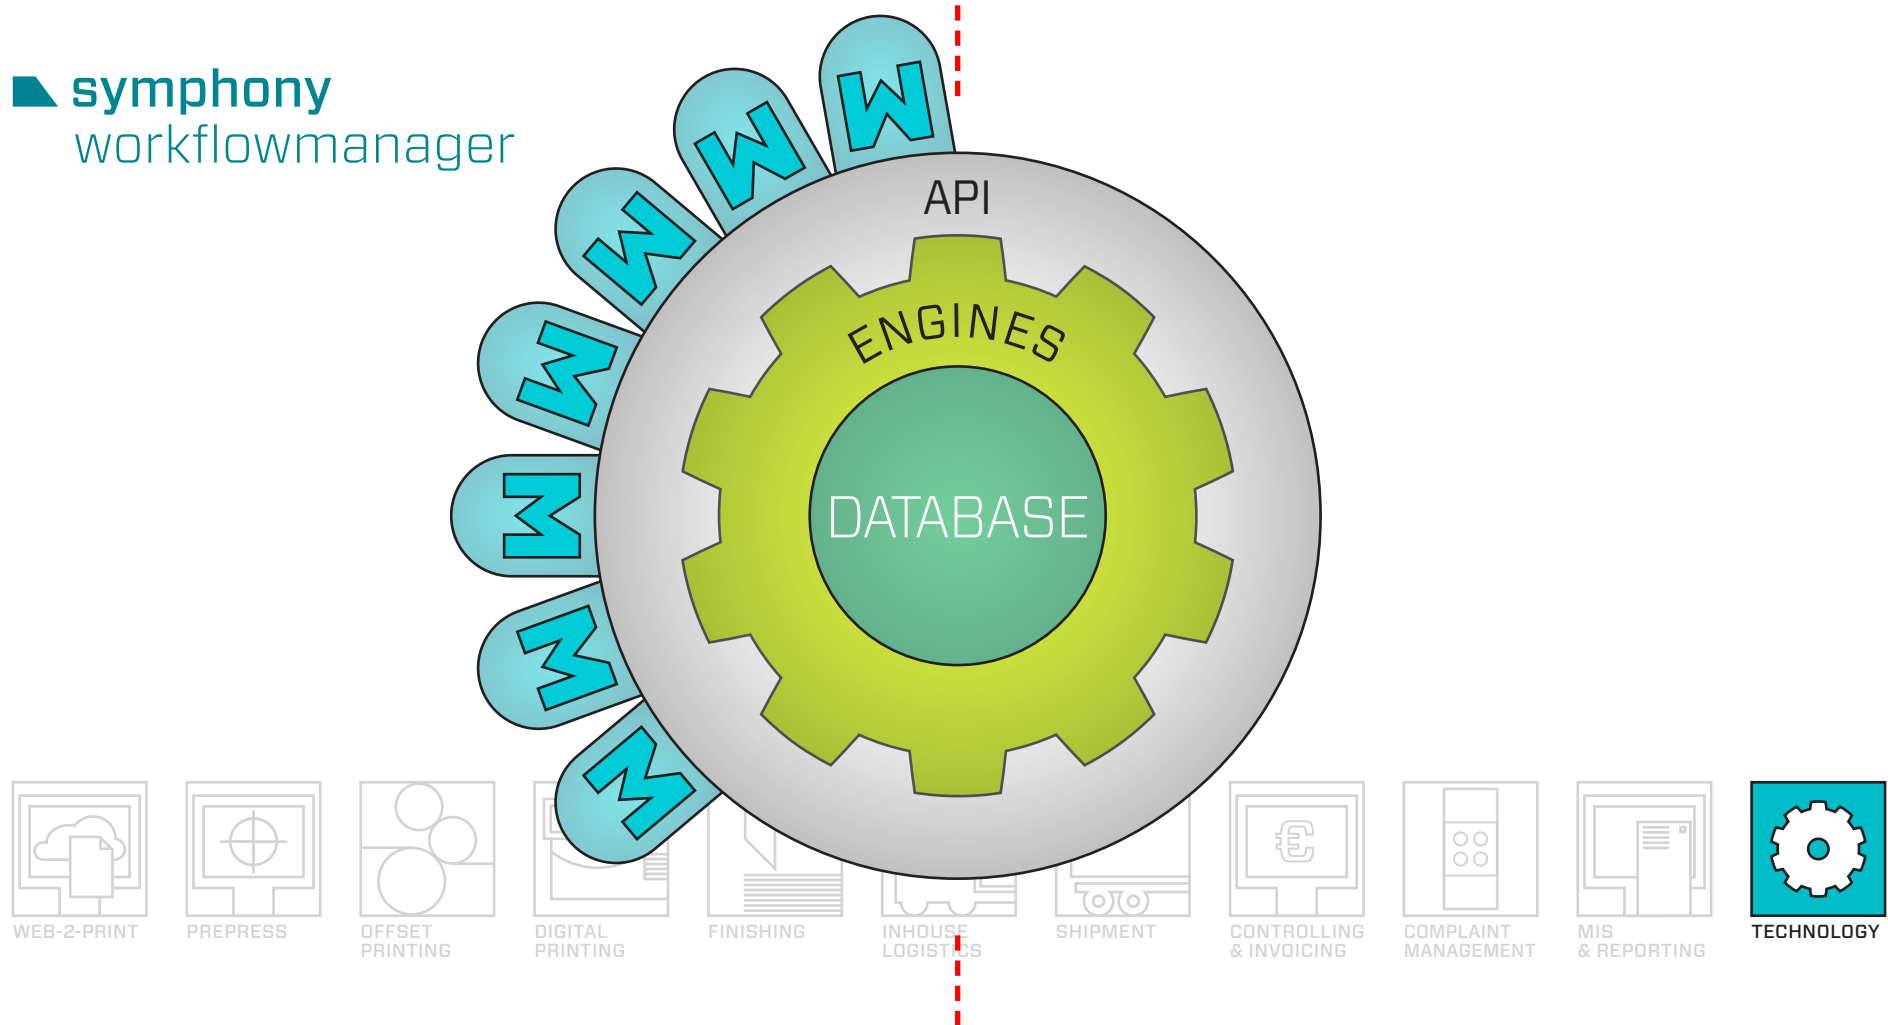 symphony
workflowmanager
M
M
M
M
M
M
M
API
ENGINES
DATABASE
WEB-2-PRINT
PREPRESS
OFFSET
PRINTING
DIGITAL
PRINTING
FINISHING
INHOUSE
LOGISTICS
SHIPMENT
€
CONTROLLING
& INVOICING
COMPLAINT
MANAGEMENT
MIS
& REPORTING
TECHNOLOGY